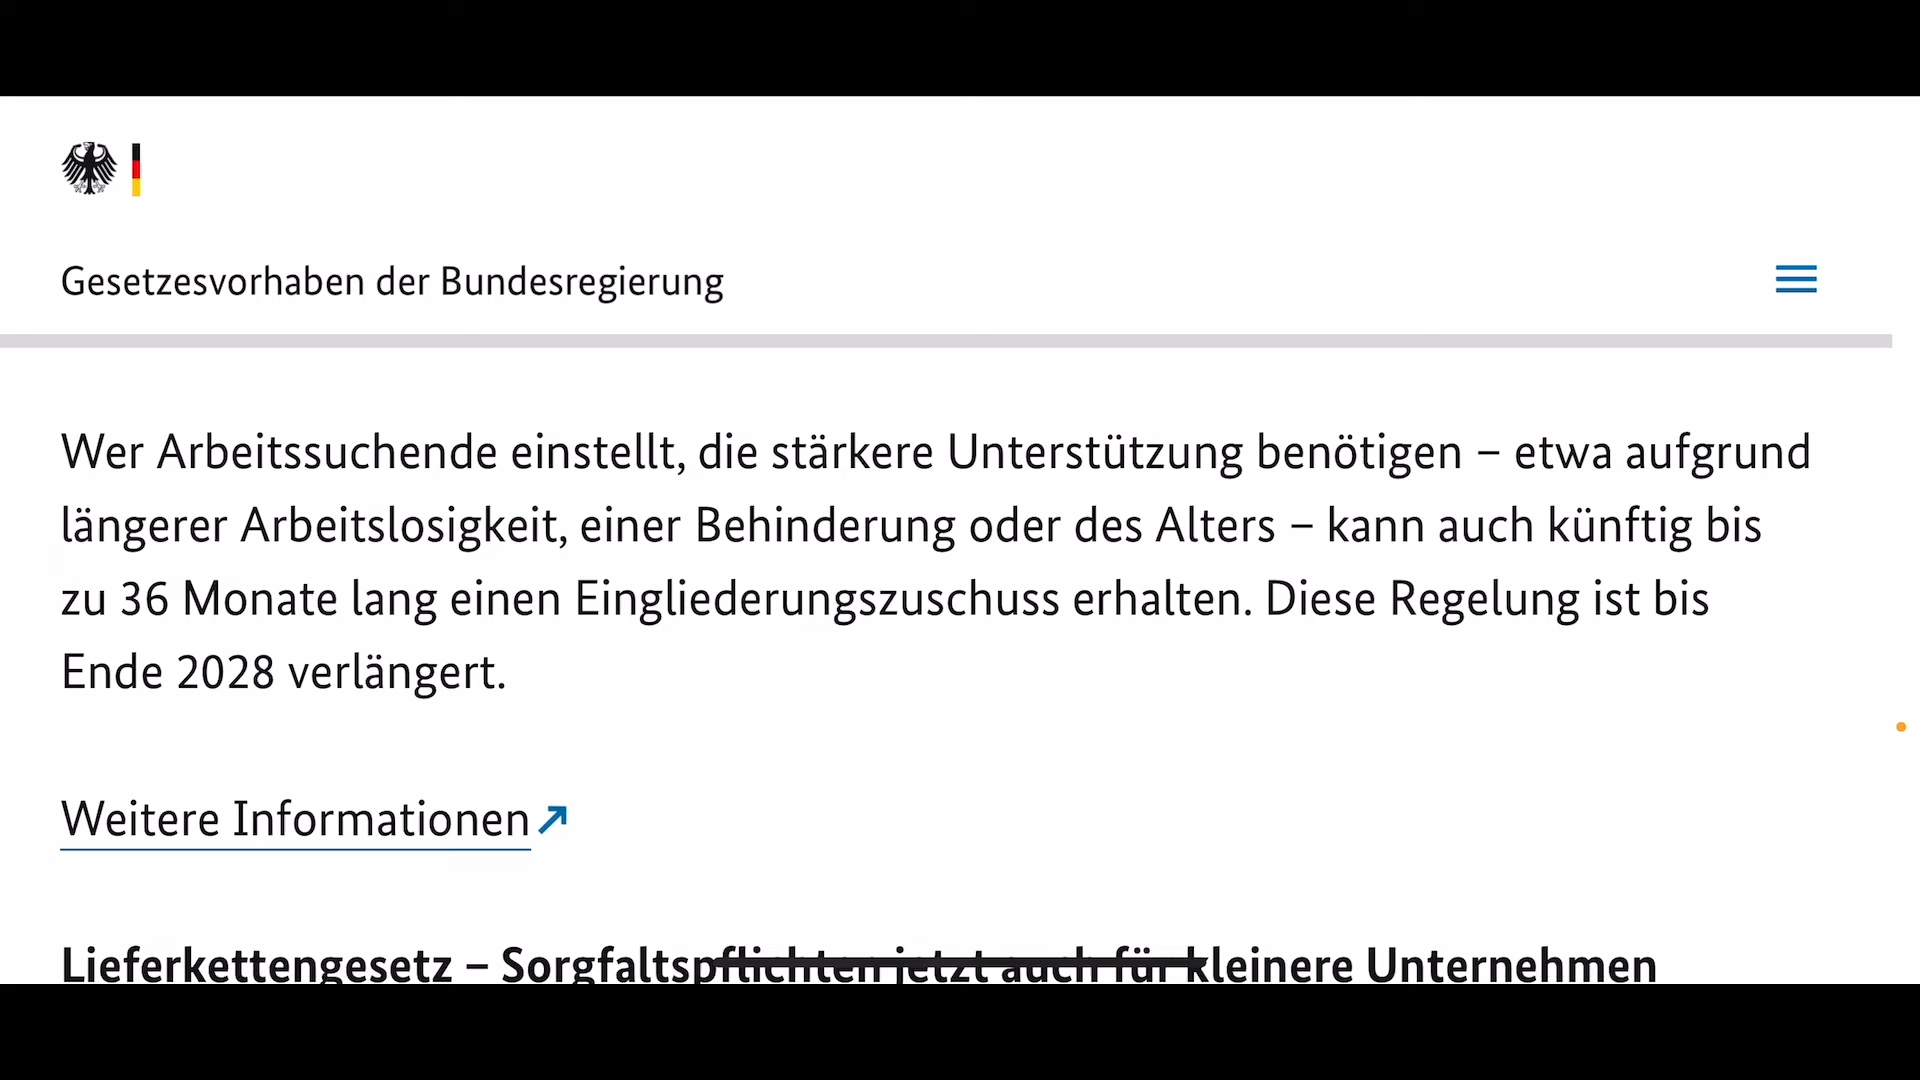 Gesetzesvorhaben der Bundesregierung
Wer Arbeitssuchende einstellt, die stärkere Unterstützung benötigen – etwa aufgrund
längerer Arbeitslosigkeit, einer Behinderung oder des Alters – kann auch künftig bis
zu 36 Monate lang einen Eingliederungszuschuss erhalten. Diese Regelung ist bis
Ende 2028 verlängert.
Weitere Informationen
Lieferkettengesetz – Sorgfaltspflichten jetzt auch für kleinere Unternehmen